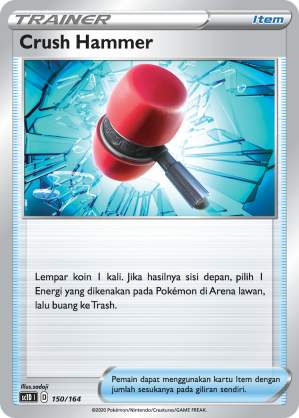 TRAINER
Item
Crush Hammer
Lempar koin 1 kali. Jika hasilnya sisi depan, pilih 1
Energi yang dikenakan pada Pokémon di Arena lawan,
lalu buang ke Trash.
Illus.sadaji
sc1D I D 150/164
Pemain dapat menggunakan kartu Item dengan
jumlah sesukanya pada giliran sendiri.
©2020 Pokémon/Nintendo/Creatures/GAME FREAK.